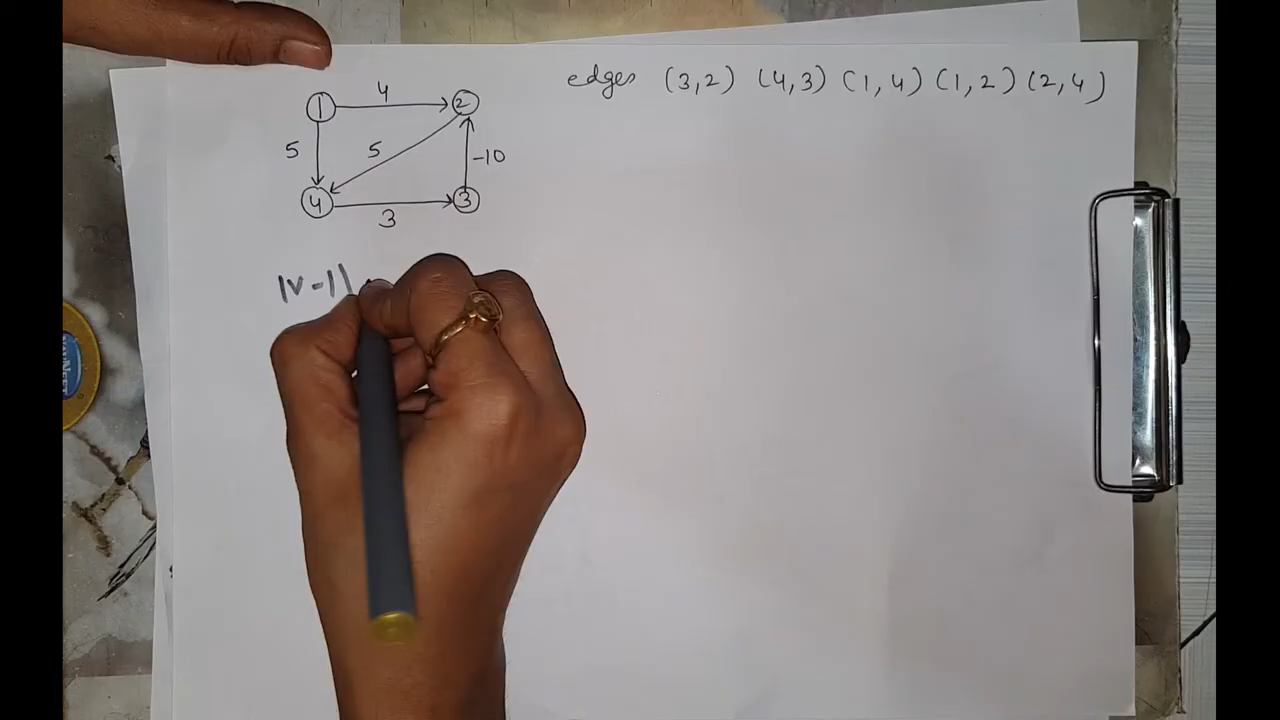 edges (3,2) (4,3) (1,4) (1,2) (2,4)
1 4 2
5 5 -10
4 3 3
|v-1|
NAVNEET